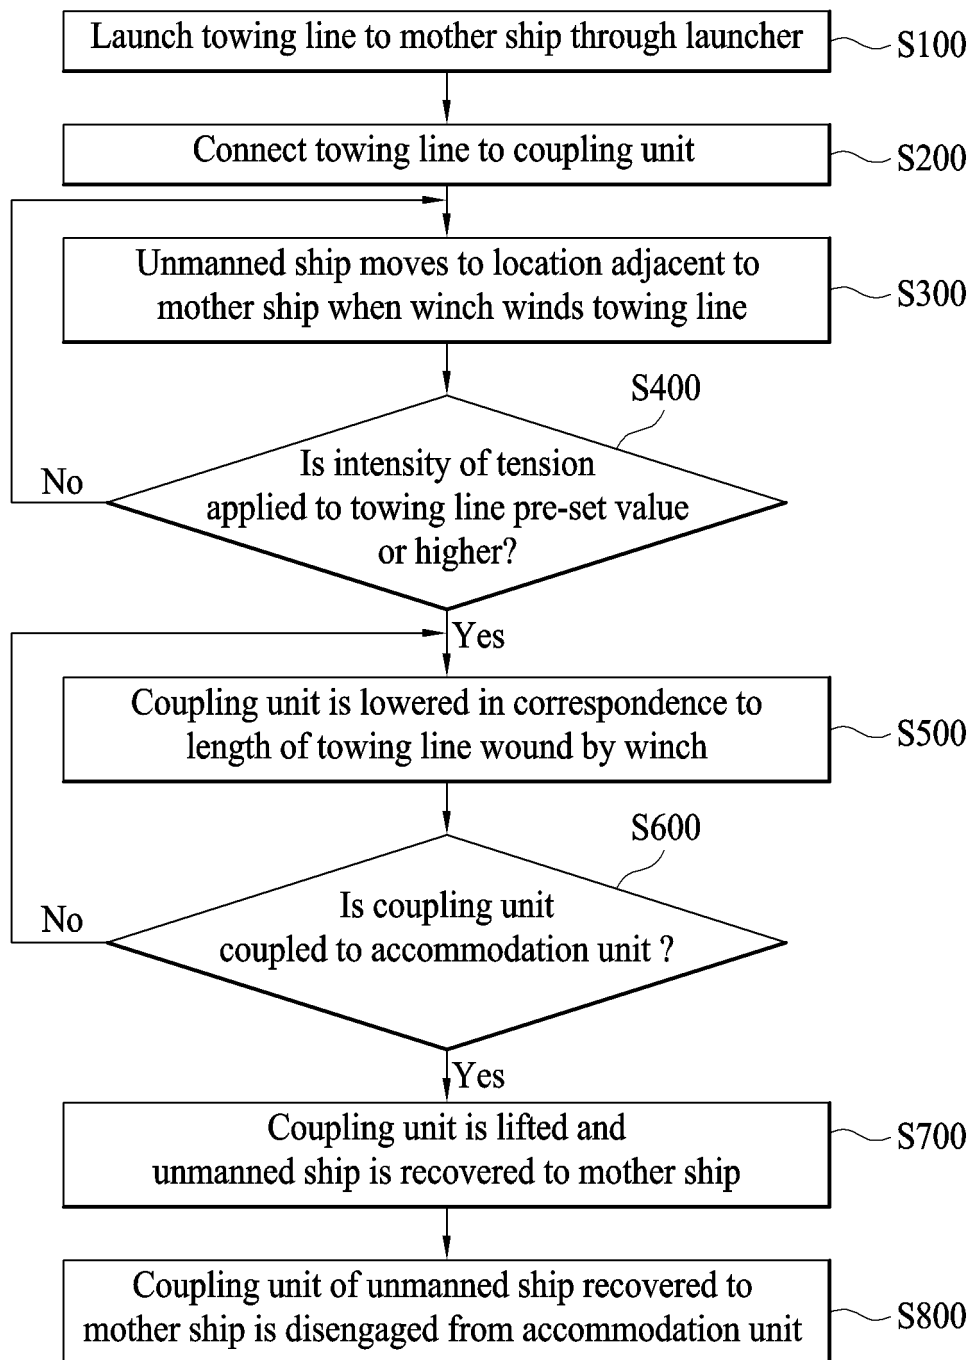 Launch towing line to mother ship through launcher
S100
Connect towing line to coupling unit
S200
Unmanned ship moves to location adjacent to
mother ship when winch winds towing line
S300
S400
Is intensity of tension
applied to towing line pre-set value
or higher?
No
Yes
Coupling unit is lowered in correspondence to
length of towing line wound by winch
S500
S600
Is coupling unit
coupled to accommodation unit ?
No
Yes
Coupling unit is lifted and
unmanned ship is recovered to mother ship
S700
Coupling unit of unmanned ship recovered to
mother ship is disengaged from accommodation unit
S800